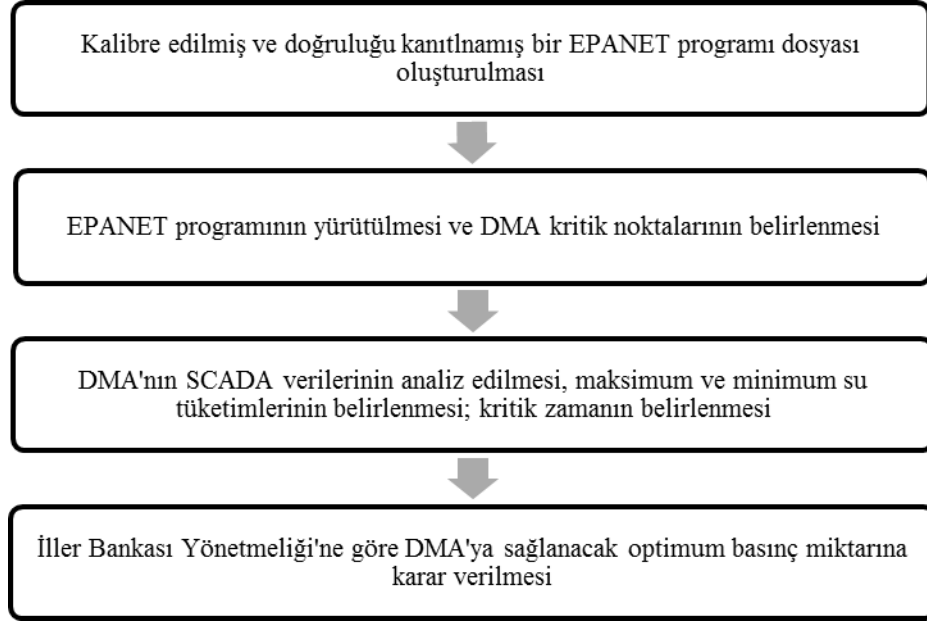 Kalibre edilmiş ve doğruluğu kanıtlnamış bir EPANET programı dosyası
oluşturulması
EPANET programının yürütülmesi ve DMA kritik noktalarının belirlenmesi
DMA'nın SCADA verilerinin analiz edilmesi, maksimum ve minimum su
tüketimlerinin belirlenmesi; kritik zamanın belirlenmesi
İller Bankası Yönetmeliği'ne göre DMA'ya sağlanacak optimum basınç miktarına
karar verilmesi